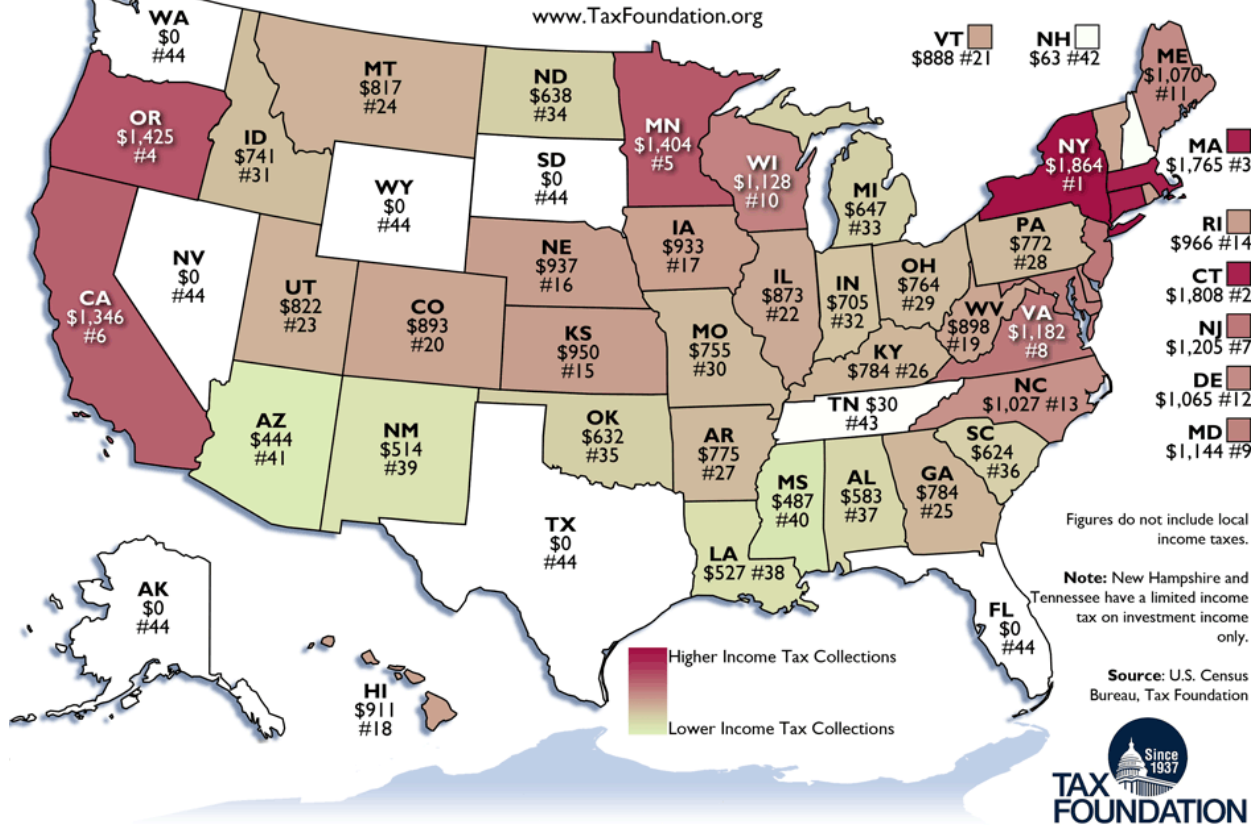 www.TaxFoundation.org
WA
$0
#44
MT
$817
#24
ND
$638
#34
VT
$888 #21
NH
$63 #42
ME
$1,070
#11
OR
$1,425
#4
ID
$741
#31
MN
$1,404
#5
WI
$1,128
#10
NY
$1,864
#1
MA
$1,765 #3
SD
$0
#44
WY
$0
#44
MI
$647
#33
RI
$966 #14
NV
$0
#44
NE
$937
#16
IA
$933
#17
PA
$772
#28
CT
$1,808 #2
CA
$1,346
#6
UT
$822
#23
CO
$893
#20
IL
$873
#22
IN
$705
#32
OH
$764
#29
WV
$898
#19
VA
$1,182
#8
NJ
$1,205 #7
KS
$950
#15
MO
$755
#30
KY
$784 #26
DE
$1,065 #12
NC
$1,027 #13
TN $30
#43
MD
$1,144 #9
AZ
$444
#41
NM
$514
#39
OK
$632
#35
AR
$775
#27
SC
$624
#36
MS
$487
#40
AL
$583
#37
GA
$784
#25
TX
$0
#44
LA
$527 #38
FL
$0
#44
AK
$0
#44
HI
$911
#18
Figures do not include local
income taxes.
Note: New Hampshire and
Tennessee have a limited income
tax on investment income
only.
Source: U.S. Census
Bureau, Tax Foundation
Higher Income Tax Collections
Lower Income Tax Collections
Since
1937
TAX
FOUNDATION